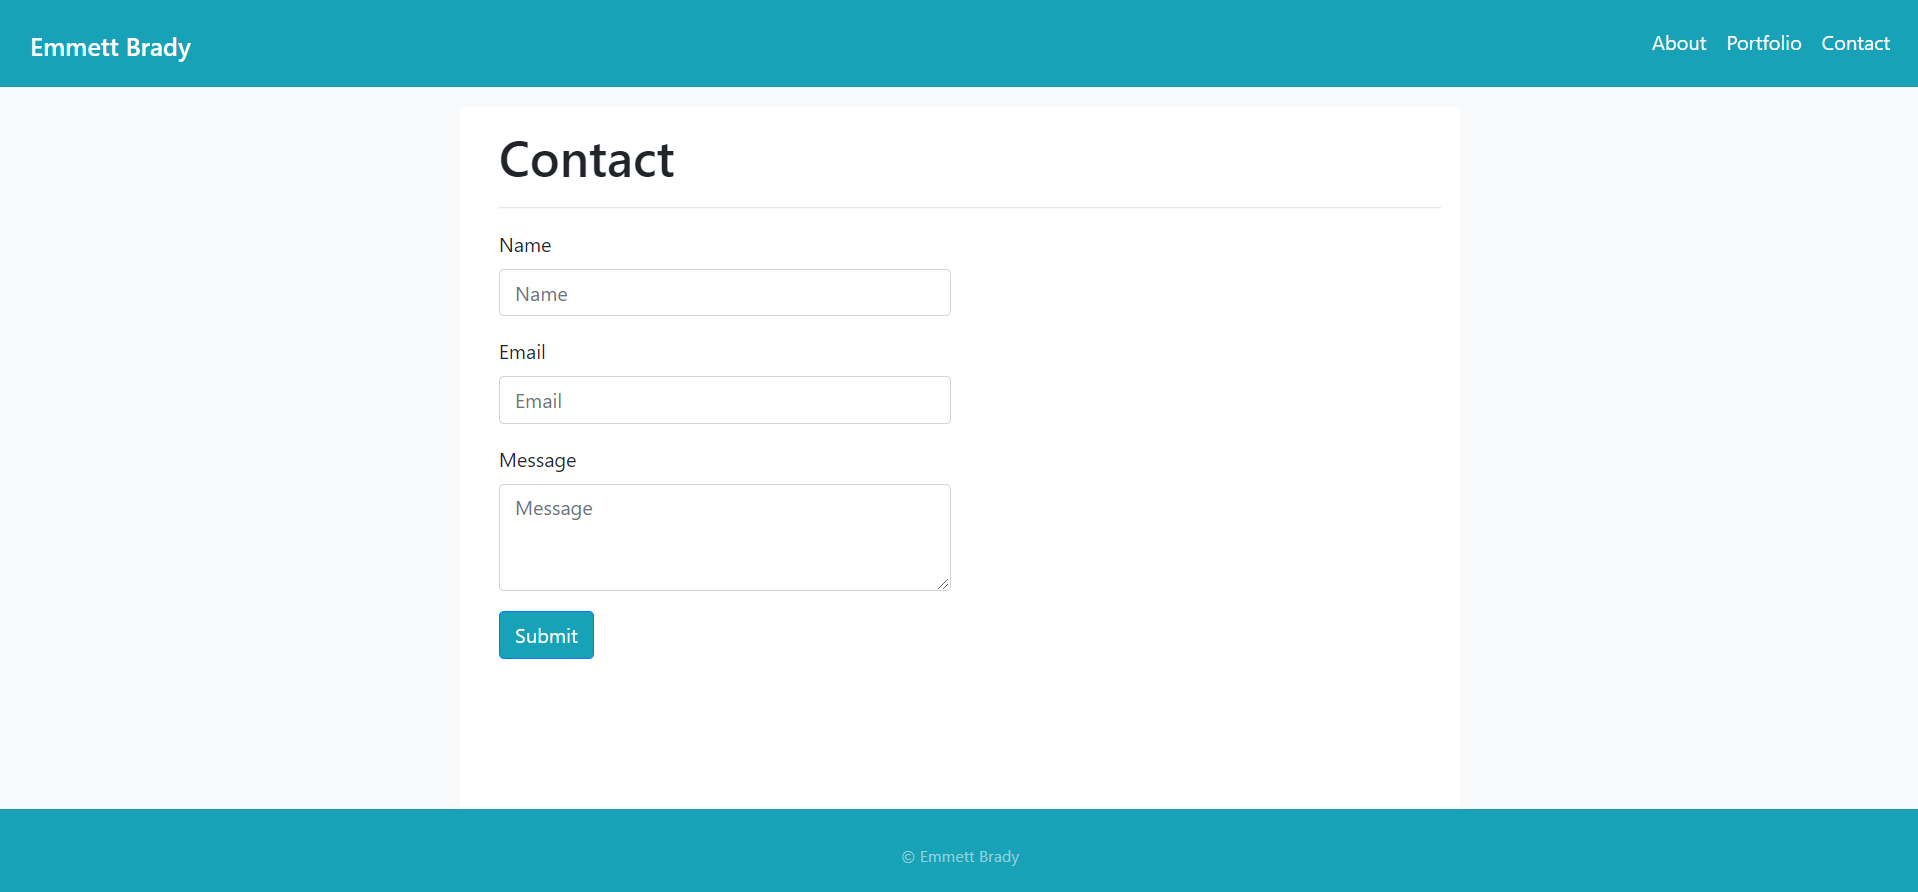 Emmett Brady
About Portfolio Contact
Contact
Name
Name
Email
Email
Message
Message
Submit
© Emmett Brady